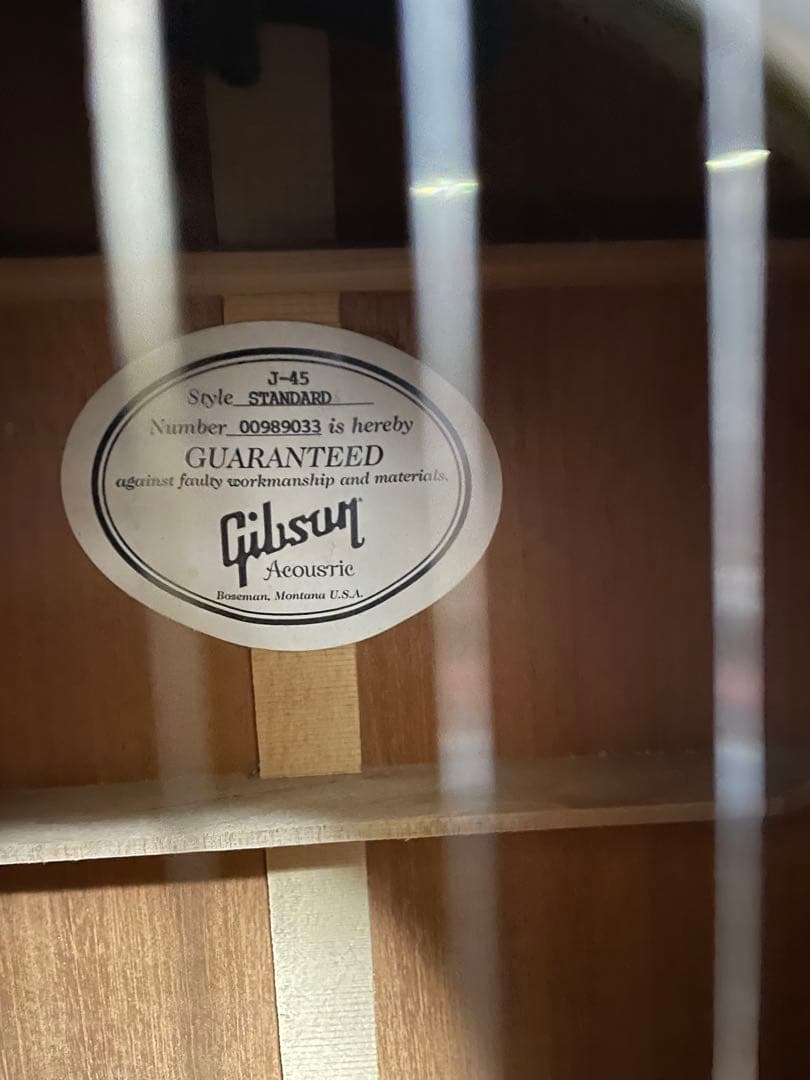 J-45
Style STANDARD
Number 00989033 is hereby
GUARANTEED
against faulty workmanship and materials.
Gibson
Acoustic
Boseman, Montana U.S.A.